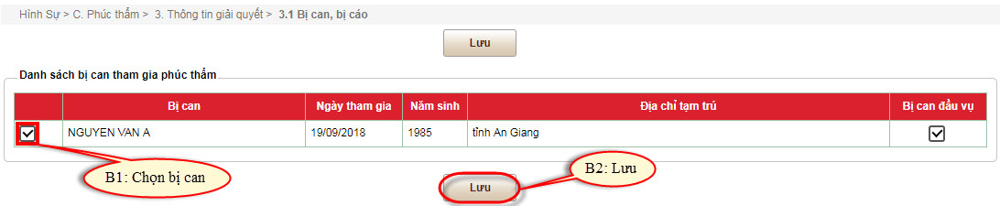 Hình Sự > C. Phúc thẩm > 3. Thông tin giải quyết > 3.1 Bị can, bị cáo
Lưu
Danh sách bị can tham gia phúc thẩm
Bị can Ngày tham gia Năm sinh Địa chỉ tạm trú Bị can đầu vụ
NGUYEN VAN A 19/09/2018 1985 tỉnh An Giang
B1: Chọn bị can
B2: Lưu
Lưu